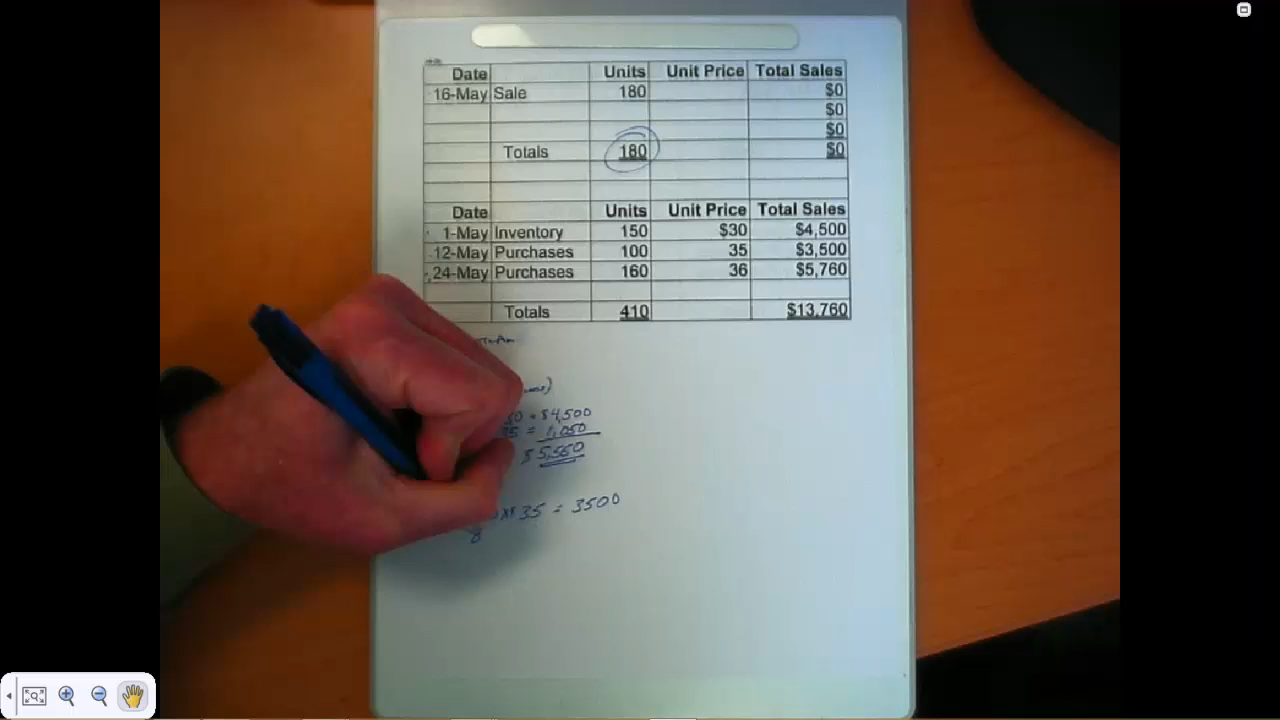 Date Units Unit Price Total Sales
16-May Sale 180 $0
$0
$0
Totals 180 $0
Date Units Unit Price Total Sales
1-May Inventory 150 $30 $4,500
12-May Purchases 100 35 $3,500
24-May Purchases 160 36 $5,760
Totals 410 $13,760
= $4,500
= 1,050
$5,550
35 = 3500
8